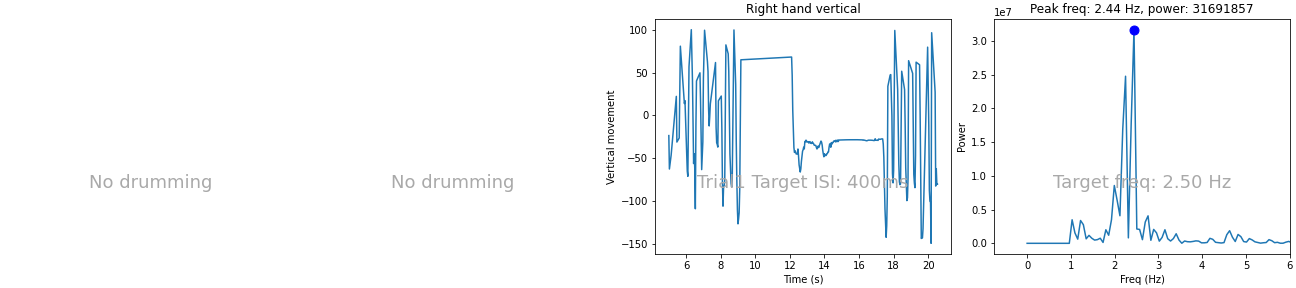 No drumming
No drumming
Right hand vertical
Vertical movement
100
50
0
−50
−100
−150
6
8
10
12
14
16
18
20
Time (s)
Trial 1 Target ISI: 400ms
Peak freq: 2.44 Hz, power: 31691857
1e7
Power
3.0
2.5
2.0
1.5
1.0
0.5
0.0
0
1
2
3
4
5
6
Freq (Hz)
Target freq: 2.50 Hz